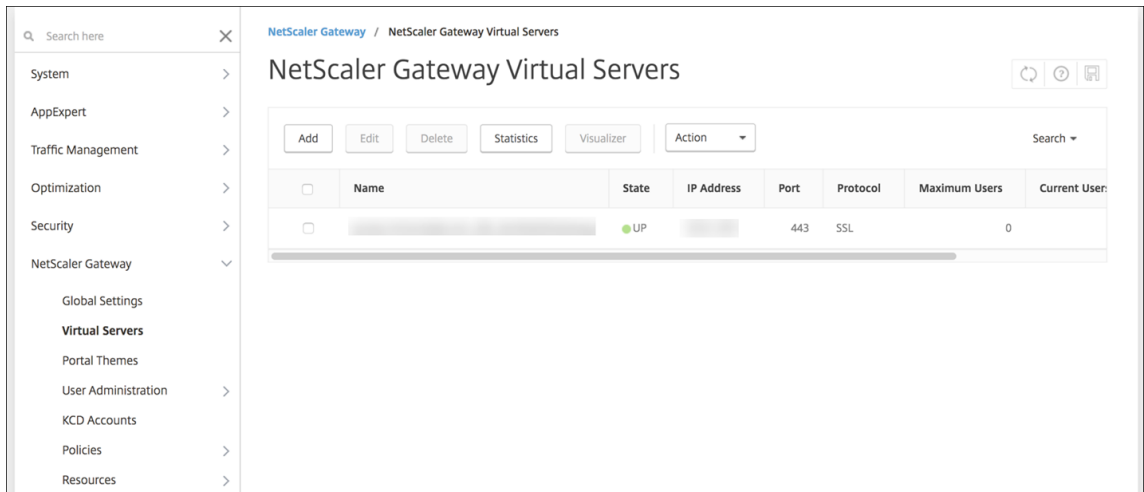 Search here
System
AppExpert
Traffic Management
Optimization
Security
NetScaler Gateway
Global Settings
Virtual Servers
Portal Themes
User Administration
KCD Accounts
Policies
Resources
NetScaler Gateway / NetScaler Gateway Virtual Servers
NetScaler Gateway Virtual Servers
Add Edit Delete Statistics Visualizer Action Search
Name State IP Address Port Protocol Maximum Users Current Users
UP 443 SSL 0